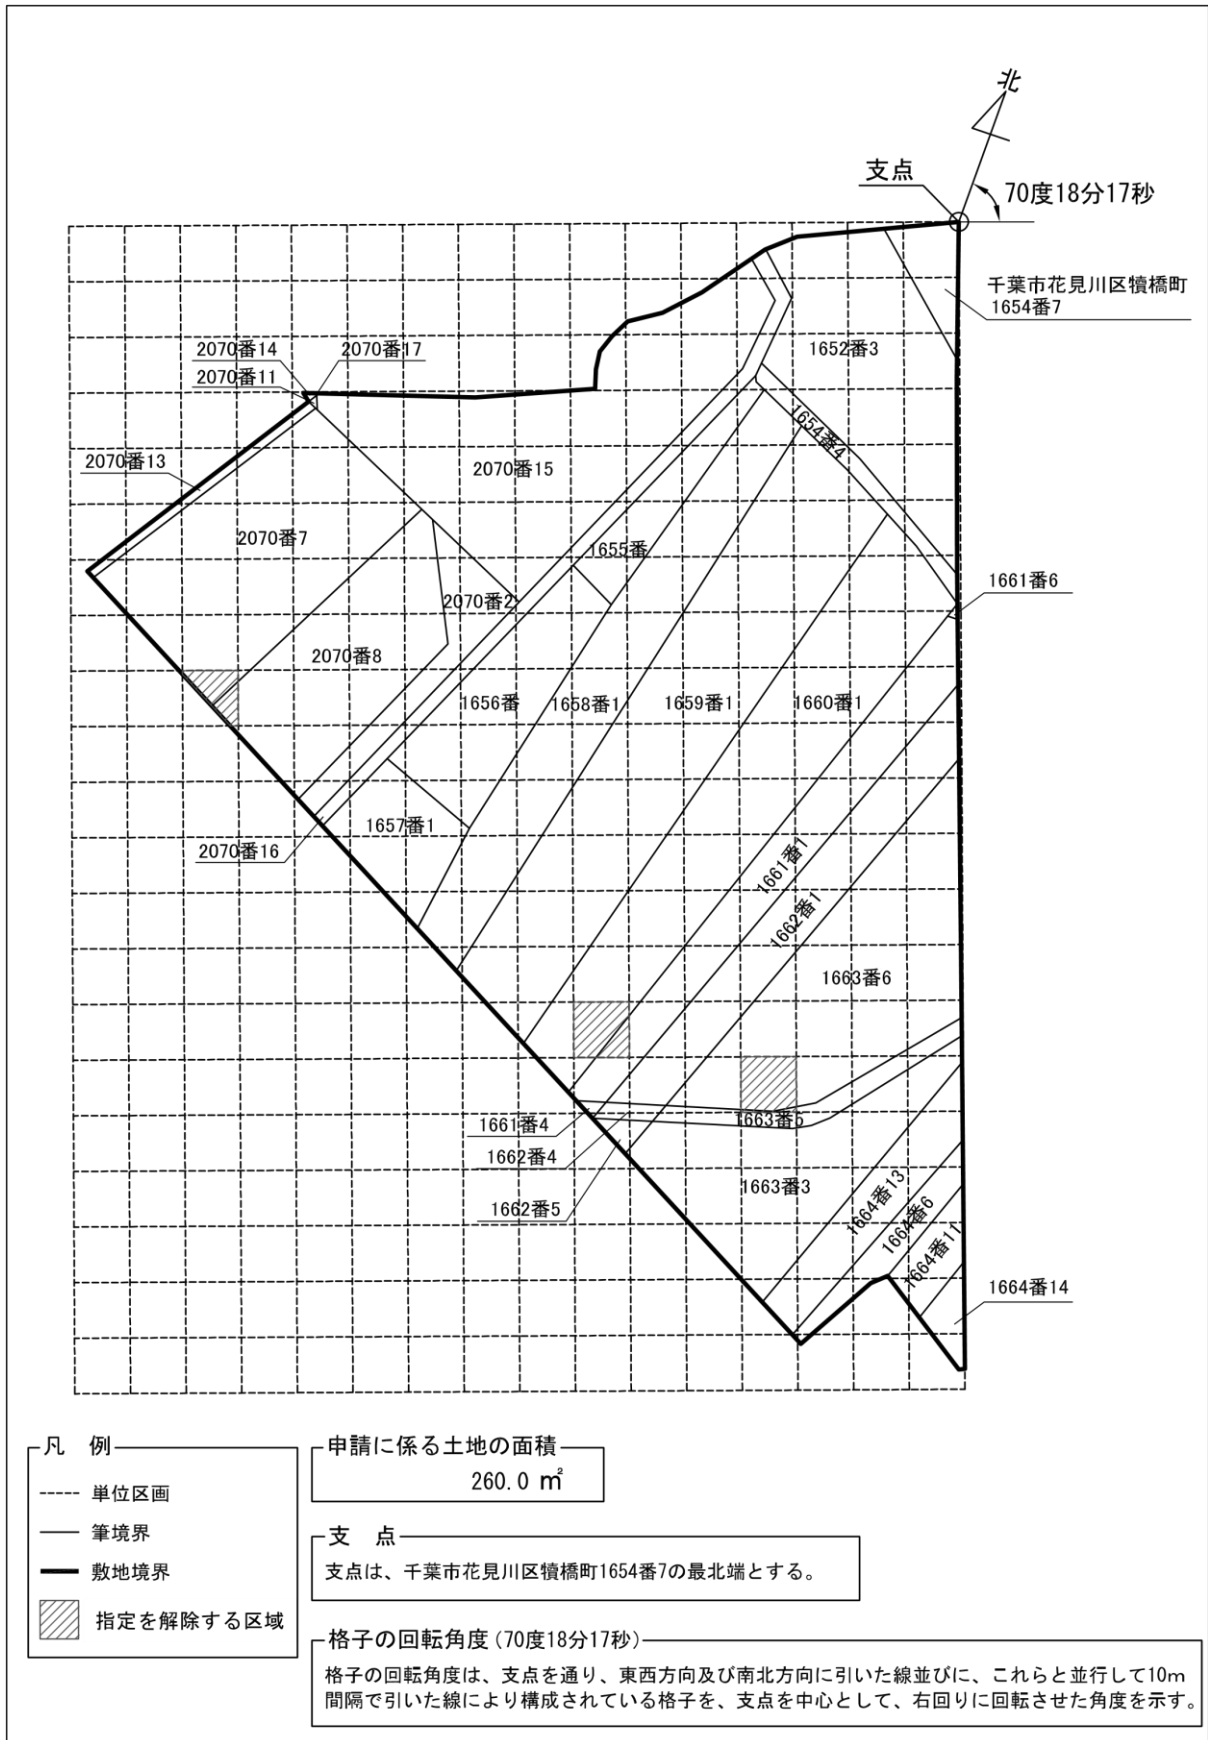 北
支点
70度18分17秒
千葉市花見川区犢橋町
1654番7
1652番3
2070番14
2070番17
2070番11
1654番4
2070番13
2070番15
2070番7
1655番
1661番6
2070番2
2070番8
1656番
1658番1
1659番1
1660番1
1657番1
2070番16
1661番1
1662番1
1663番6
1661番4
1663番5
1662番4
1663番3
1662番5
1664番13
1664番6
1664番11
1664番14
凡 例
単位区画
筆境界
敷地境界
指定を解除する区域
申請に係る土地の面積
260.0 ㎡
支 点
支点は、千葉市花見川区犢橋町1654番7の最北端とする。
格子の回転角度(70度18分17秒)
格子の回転角度は、支点を通り、東西方向及び南北方向に引いた線並びに、これらと並行して10m
間隔で引いた線により構成されている格子を、支点を中心として、右回りに回転させた角度を示す。